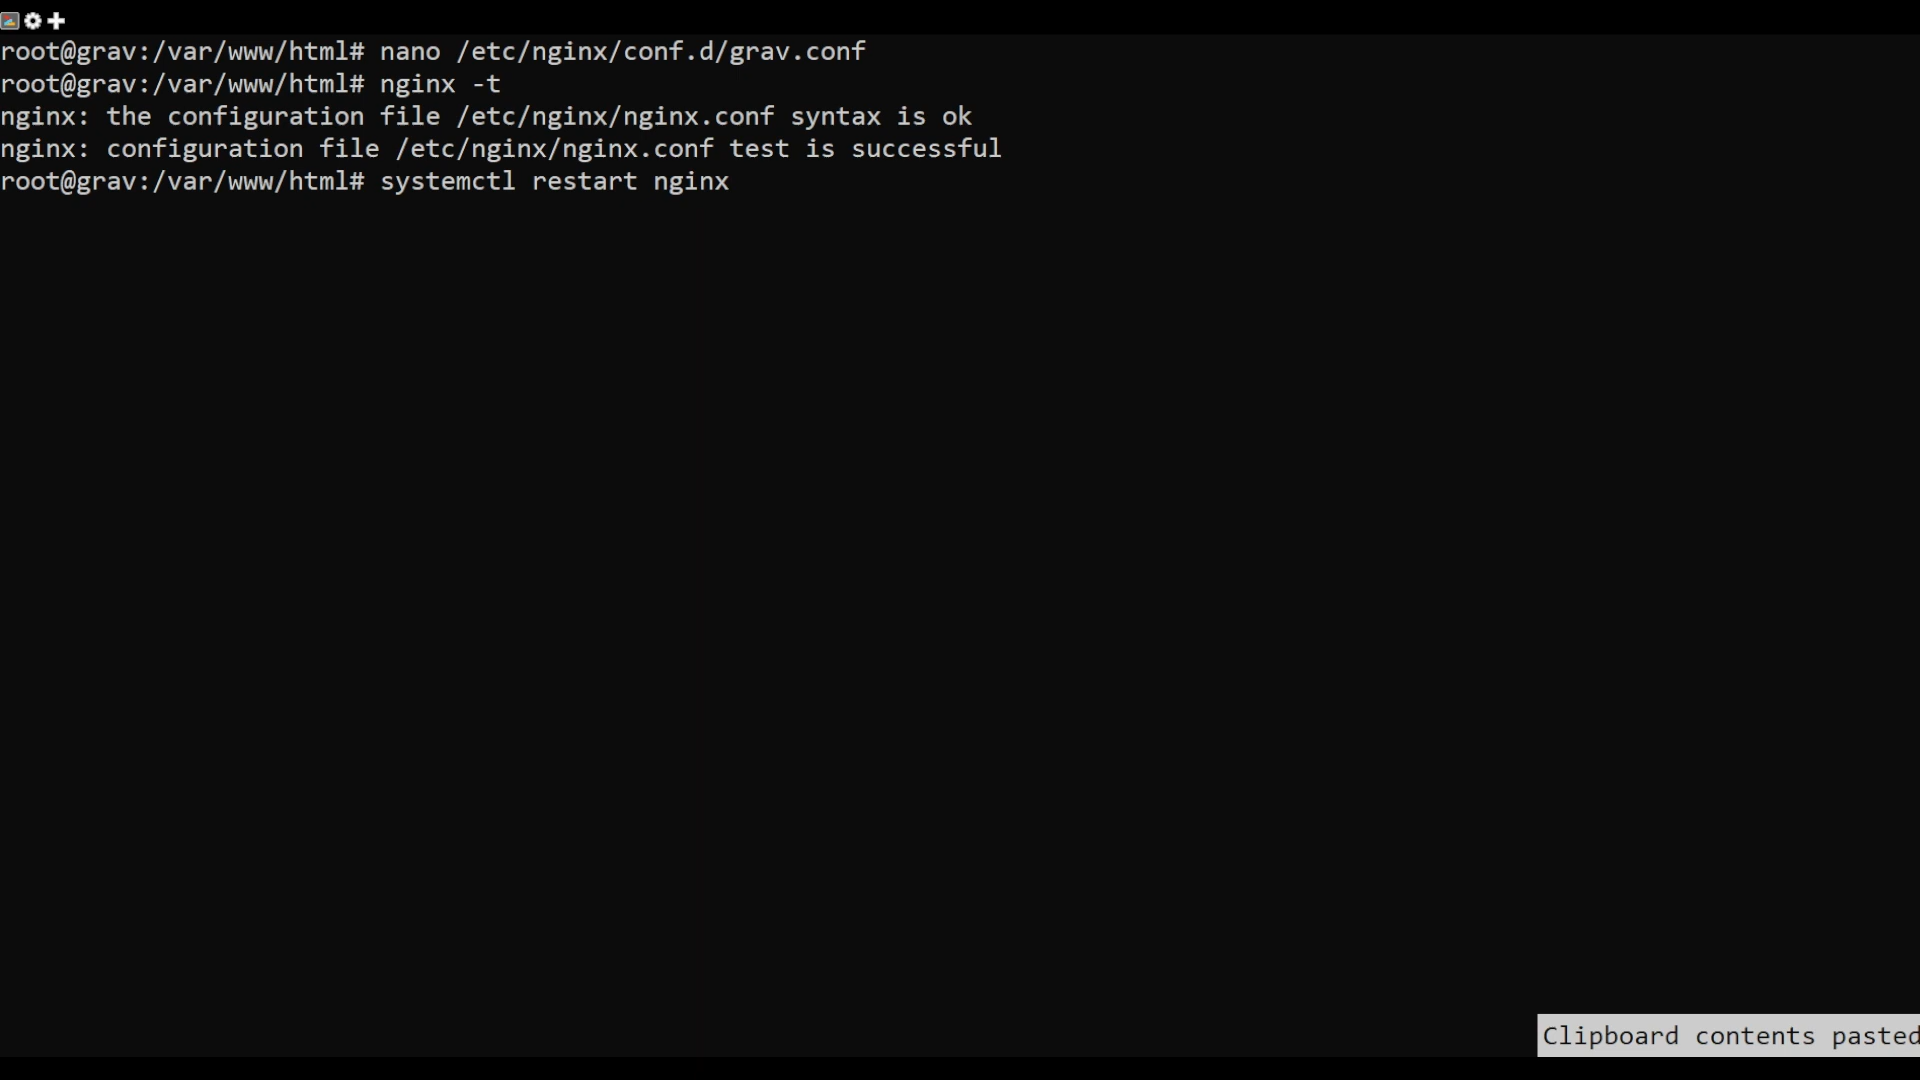 root@grav:/var/www/html# nano /etc/nginx/conf.d/grav.conf
root@grav:/var/www/html# nginx -t
nginx: the configuration file /etc/nginx/nginx.conf syntax is ok
nginx: configuration file /etc/nginx/nginx.conf test is successful
root@grav:/var/www/html# systemctl restart nginx
Clipboard contents pasted